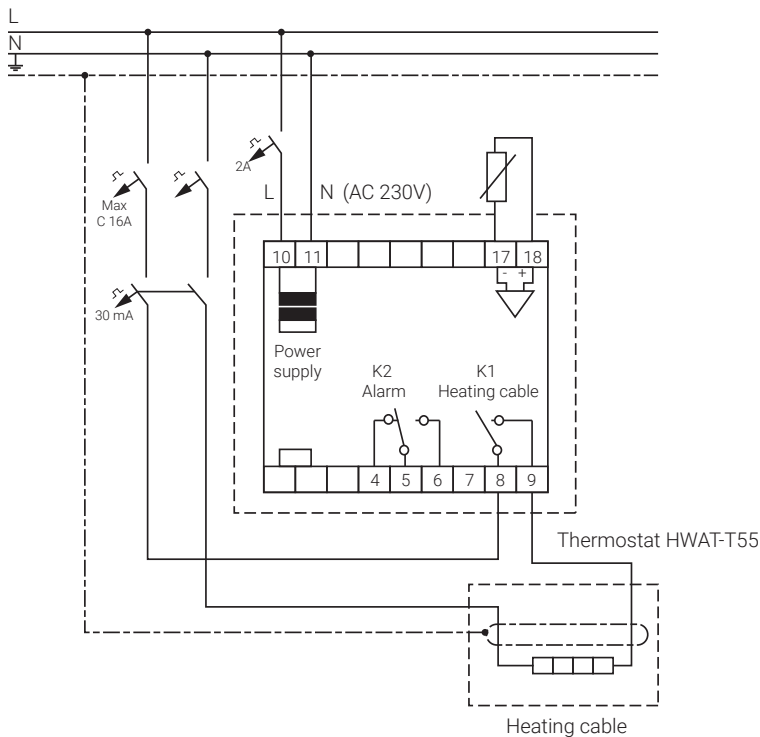 L
N
2A
Max
C 16A
L
N (AC 230V)
10 11 17 18
- +
30 mA
Power
supply
K2
Alarm
K1
Heating cable
4 5 6 7 8 9
Thermostat HWAT-T55
Heating cable